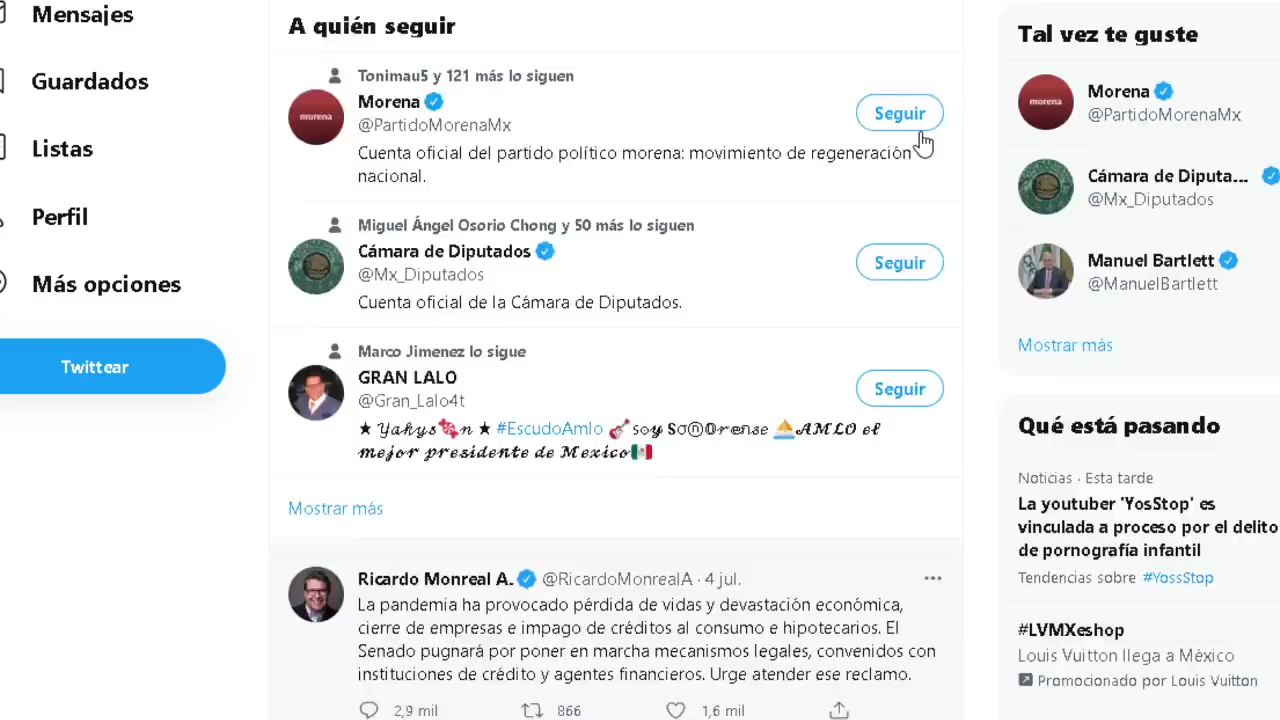 Mensajes
Guardados
Listas
Perfil
Más opciones
Twittear
A quién seguir
Tonimau5 y 121 más lo siguen
morena
Morena
@PartidoMorenaMx
Seguir
Cuenta oficial del partido político morena: movimiento de regeneración
nacional.
Miguel Ángel Osorio Chong y 50 más lo siguen
Cámara de Diputados
@Mx_Diputados
Seguir
Cuenta oficial de la Cámara de Diputados.
Marco Jimenez lo sigue
GRAN LALO
@Gran_Lalo4t
Seguir
★ 𝓨𝓪𝓴𝔂𝓼🍬𝓷 ★ #EscudoAmlo 🎻 soy Sⓞⓝⓞrense ⛵𝓐𝓜𝓛𝓞 𝓮𝓵
𝓶𝓮𝓳𝓸𝓻 𝓹𝓻𝓮𝓼𝓲𝓭𝓮𝓷𝓽𝓮 𝓭𝓮 𝓜𝓮𝔁𝓲𝓬𝓸🇲🇽
Mostrar más
Ricardo Monreal A. @RicardoMonrealA · 4 jul.
La pandemia ha provocado pérdida de vidas y devastación económica,
cierre de empresas e impago de créditos al consumo e hipotecarios. El
Senado pugnará por poner en marcha mecanismos legales, convenidos con
instituciones de crédito y agentes financieros. Urge atender ese reclamo.
2,9 mil 866 1,6 mil
Tal vez te guste
morena
Morena
@PartidoMorenaMx
Cámara de Diputa...
@Mx_Diputados
Manuel Bartlett
@ManuelBartlett
Mostrar más
Qué está pasando
Noticias · Esta tarde
La youtuber 'YosStop' es
vinculada a proceso por el delito
de pornografía infantil
Tendencias sobre #YossStop
#LVMXeshop
Louis Vuitton llega a México
Promocionado por Louis Vuitton